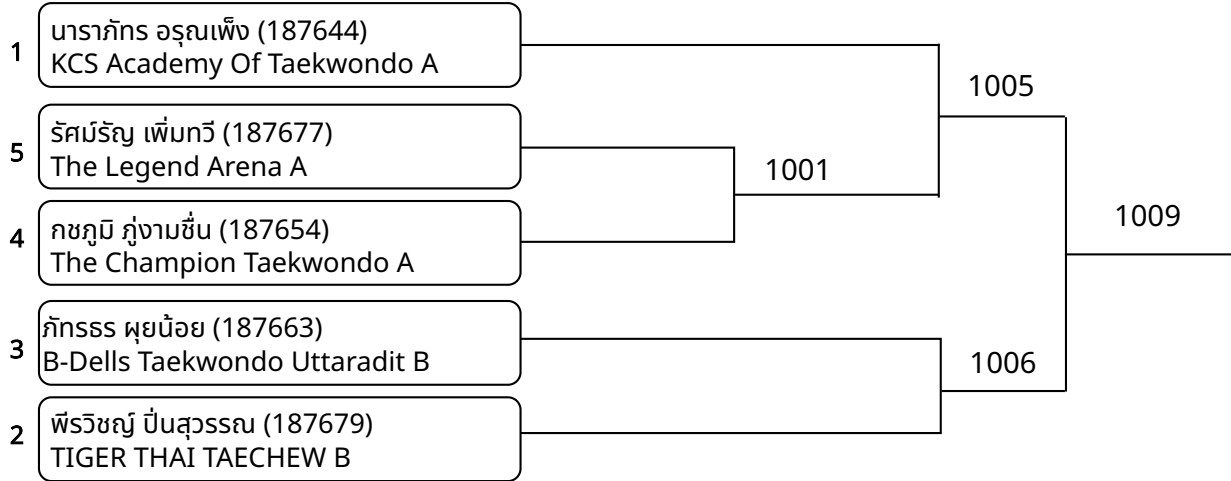 1
นาราภัทร อรุณเพ็ง (187644)
KCS Academy Of Taekwondo A
5
รัศม์รัญ เพิ่มทวี (187677)
The Legend Arena A
4
กชภูมิ ภู่งามชื่น (187654)
The Champion Taekwondo A
3
ภัทรธร ผุยน้อย (187663)
B-Dells Taekwondo Uttaradit B
2
พีรวิชญ์ ปิ่นสุวรรณ (187679)
TIGER THAI TAECHEW B
1001
1005
1006
1009